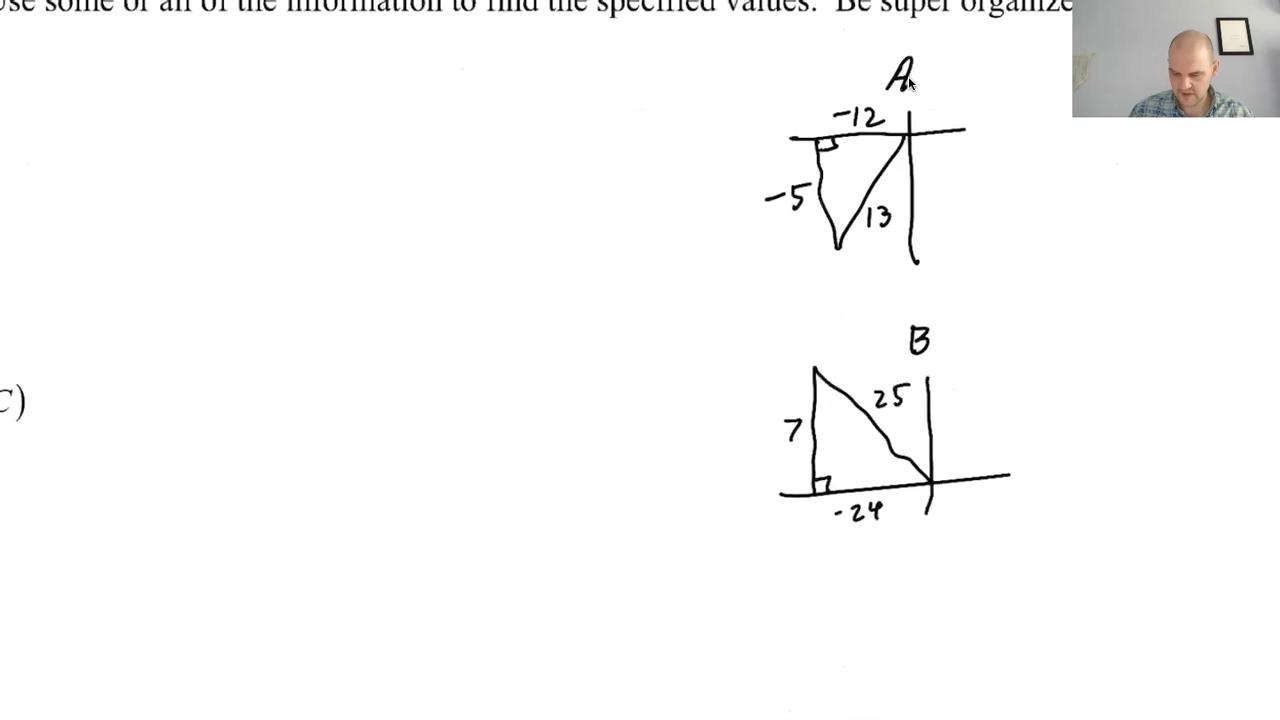 use some or all of the information to find the specified values. Be super organize
A
-12
-5
13
B
25
7
-24
C)